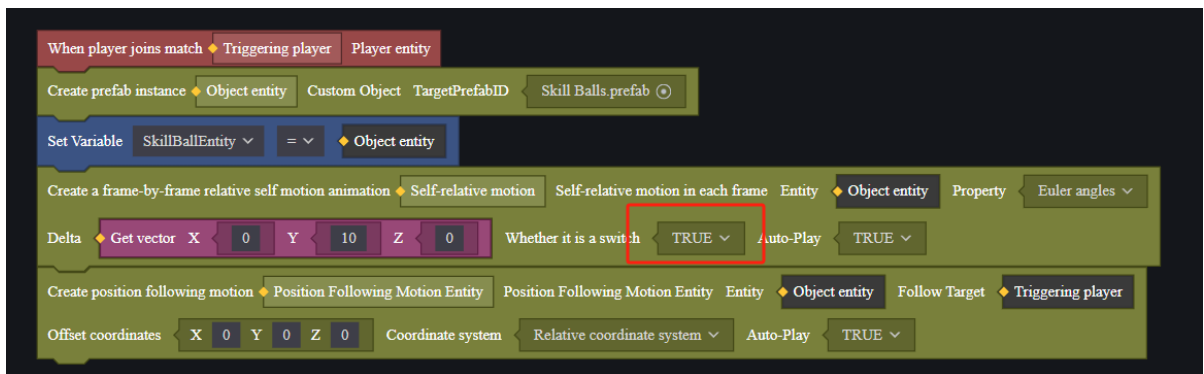 When player joins match Triggering player Player entity
Create prefab instance Object entity Custom Object TargetPrefabID Skill Balls.prefab
Set Variable SkillBallEntity = Object entity
Create a frame-by-frame relative self motion animation Self-relative motion Self-relative motion in each frame Entity Object entity Property Euler angles
Delta Get vector X 0 Y 10 Z 0 Whether it is a switch TRUE Auto-Play TRUE
Create position following motion Position Following Motion Entity Position Following Motion Entity Entity Object entity Follow Target Triggering player
Offset coordinates X 0 Y 0 Z 0 Coordinate system Relative coordinate system Auto-Play TRUE